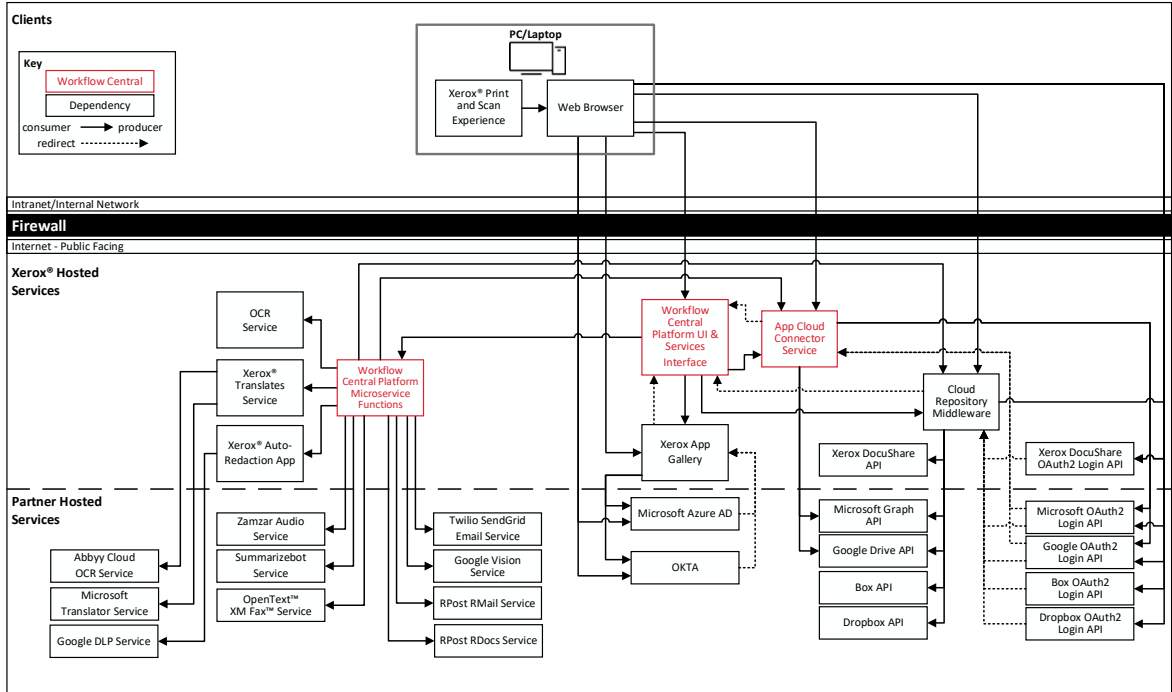 Clients
Key
Workflow Central
Dependency
consumer
producer
redirect
PC/Laptop
Xerox® Print
and Scan
Experience
Web Browser
Intranet/Internal Network
Firewall
Internet - Public Facing
Xerox® Hosted
Services
OCR
Service
Xerox®
Translates
Service
Xerox® Auto-
Redaction App
Workflow
Central Platform
Microservice
Functions
Workflow
Central
Platform UI &
Services
Interface
App Cloud
Connector
Service
Cloud
Repository
Middleware
Xerox App
Gallery
Xerox DocuShare
API
Xerox DocuShare
OAuth2 Login API
Partner Hosted
Services
Zamzar Audio
Service
Summarizebot
Service
OpenText™
XM Fax™ Service
Abbyy Cloud
OCR Service
Microsoft
Translator Service
Google DLP Service
Twilio SendGrid
Email Service
Google Vision
Service
RPost RMail Service
RPost RDocs Service
Microsoft Azure AD
OKTA
Microsoft Graph
API
Google Drive API
Box API
Dropbox API
Microsoft OAuth2
Login API
Google OAuth2
Login API
Box OAuth2
Login API
Dropbox OAuth2
Login API